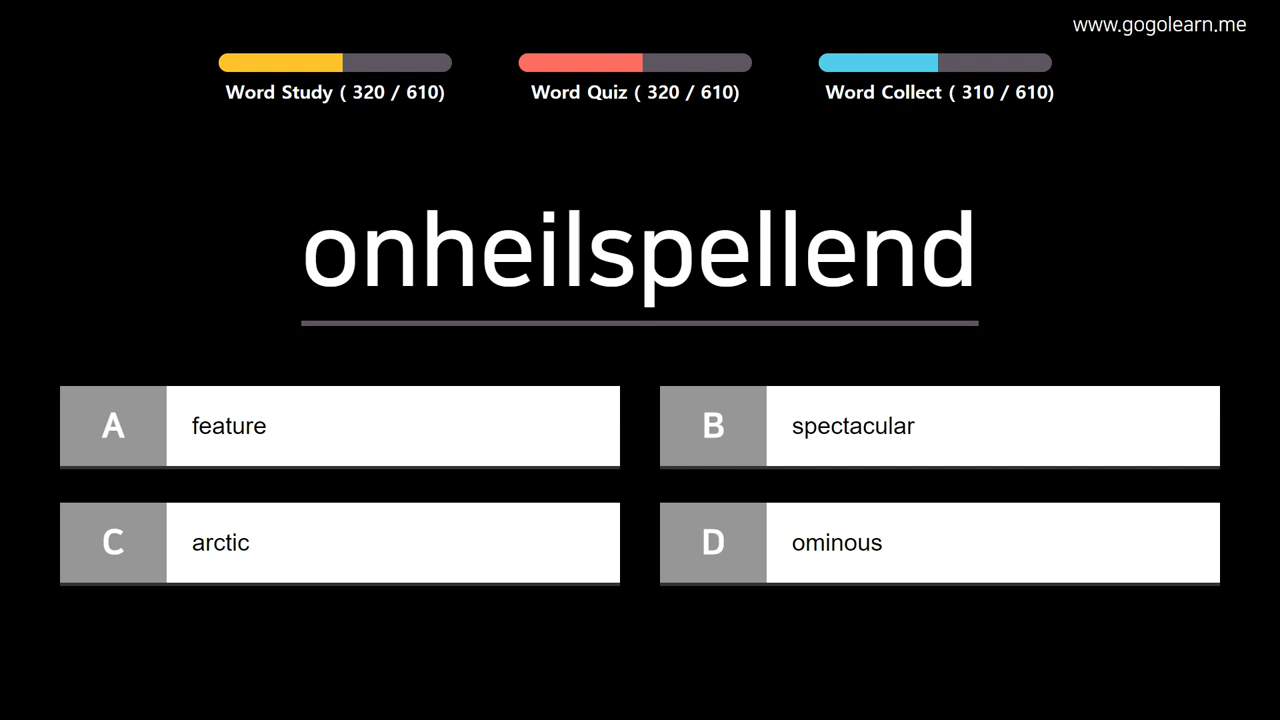 www.gogolearn.me
Word Study ( 320 / 610)
Word Quiz ( 320 / 610)
Word Collect ( 310 / 610)
onheilspellend
A feature
B spectacular
C arctic
D ominous